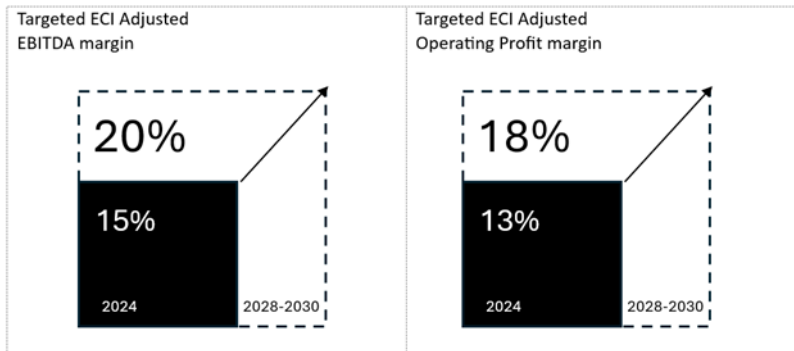 Targeted ECI Adjusted
EBITDA margin
20%
15%
2024
2028-2030
Targeted ECI Adjusted
Operating Profit margin
18%
13%
2024
2028-2030